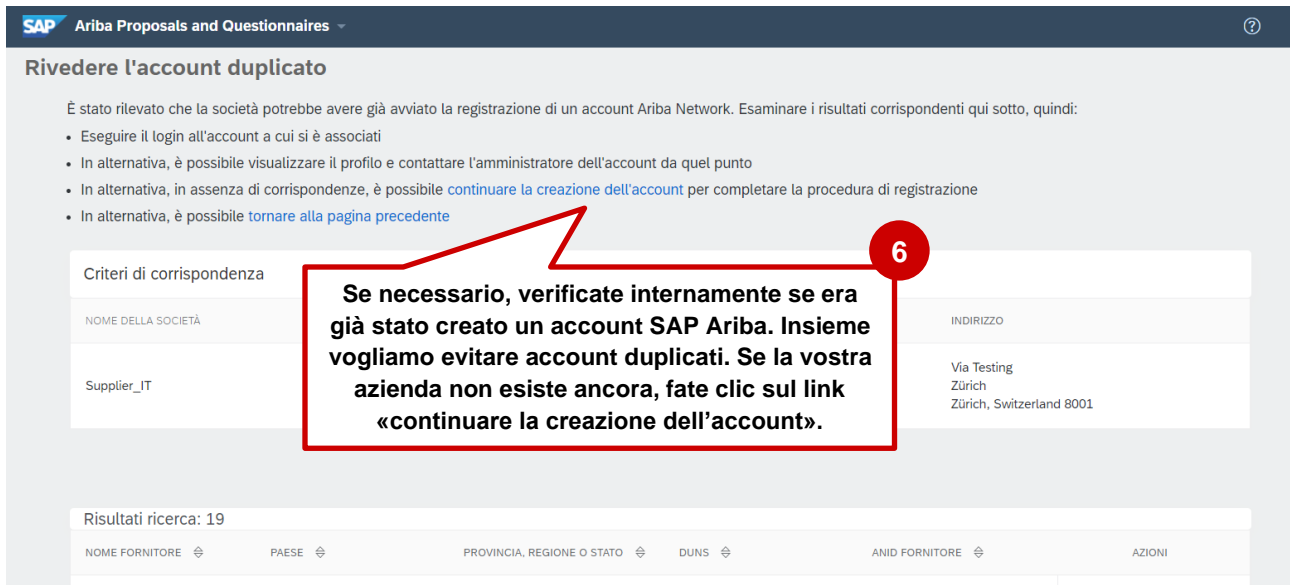 SAP Ariba Proposals and Questionnaires
Rivedere l'account duplicato
È stato rilevato che la società potrebbe avere già avviato la registrazione di un account Ariba Network. Esaminare i risultati corrispondenti qui sotto, quindi:
• Eseguire il login all'account a cui si è associati
• In alternativa, è possibile visualizzare il profilo e contattare l'amministratore dell'account da quel punto
• In alternativa, in assenza di corrispondenze, è possibile continuare la creazione dell'account per completare la procedura di registrazione
• In alternativa, è possibile tornare alla pagina precedente
6
Criteri di corrispondenza
Se necessario, verificate internamente se era
già stato creato un account SAP Ariba. Insieme
vogliamo evitare account duplicati. Se la vostra
azienda non esiste ancora, fate clic sul link
«continuare la creazione dell’account».
NOME DELLA SOCIETÀ
INDIRIZZO
Supplier_IT
Via Testing
Zürich
Zürich, Switzerland 8001
Risultati ricerca: 19
NOME FORNITORE PAESE PROVINCIA, REGIONE O STATO DUNS ANID FORNITORE AZIONI